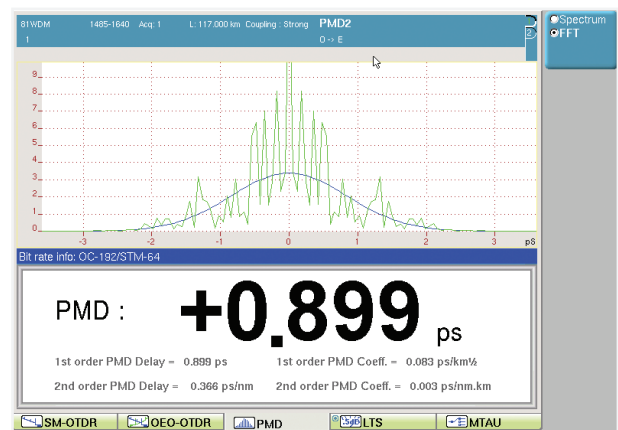 81WDM 1485-1640 Acq: 1 L: 117.000 km Coupling : Strong PMD2
1 O -> E
2
Spectrum
FFT
9
8
7
6
5
4
3
2
1
0
-3 -2 -1 0 1 2 3 ps
Bit rate info: OC-192/STM-64
PMD : +0.899 ps
1st order PMD Delay = 0.899 ps 1st order PMD Coeff. = 0.083 ps/km½
2nd order PMD Delay = 0.366 ps/nm 2nd order PMD Coeff. = 0.003 ps/nm.km
SM-OTDR OEO-OTDR PMD LTS MTAU